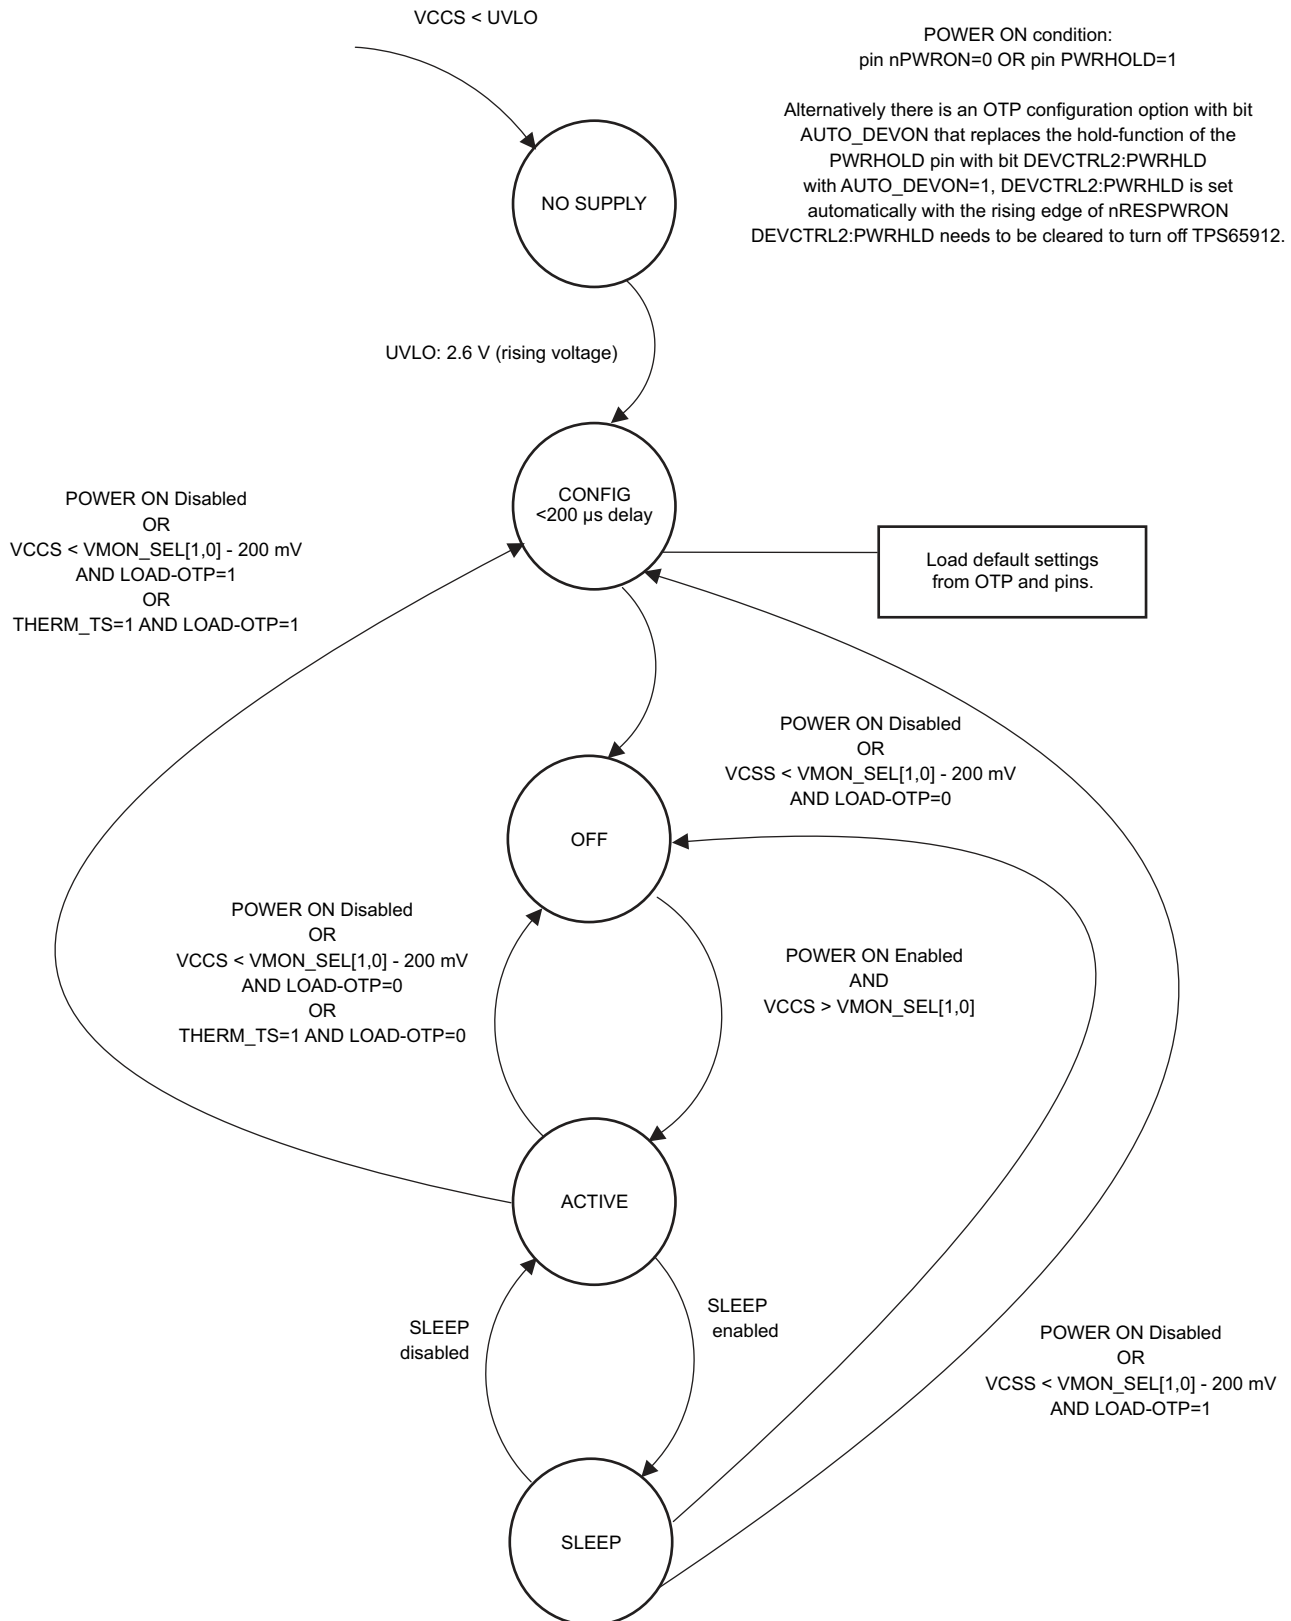 VCCS < UVLO
POWER ON condition:
pin nPWRON=0 OR pin PWRHOLD=1
Alternatively there is an OTP configuration option with bit
AUTO_DEVON that replaces the hold-function of the
PWRHOLD pin with bit DEVCTRL2:PWRHLD
with AUTO_DEVON=1, DEVCTRL2:PWRHLD is set
automatically with the rising edge of nRESPWRON
DEVCTRL2:PWRHLD needs to be cleared to turn off TPS65912.
NO SUPPLY
UVLO: 2.6 V (rising voltage)
CONFIG
<200 µs delay
POWER ON Disabled
OR
VCCS < VMON_SEL[1,0] - 200 mV
AND LOAD-OTP=1
OR
THERM_TS=1 AND LOAD-OTP=1
Load default settings
from OTP and pins.
POWER ON Disabled
OR
VCSS < VMON_SEL[1,0] - 200 mV
AND LOAD-OTP=0
OFF
POWER ON Disabled
OR
VCCS < VMON_SEL[1,0] - 200 mV
AND LOAD-OTP=0
OR
THERM_TS=1 AND LOAD-OTP=0
POWER ON Enabled
AND
VCCS > VMON_SEL[1,0]
ACTIVE
SLEEP
disabled
SLEEP
enabled
POWER ON Disabled
OR
VCSS < VMON_SEL[1,0] - 200 mV
AND LOAD-OTP=1
SLEEP